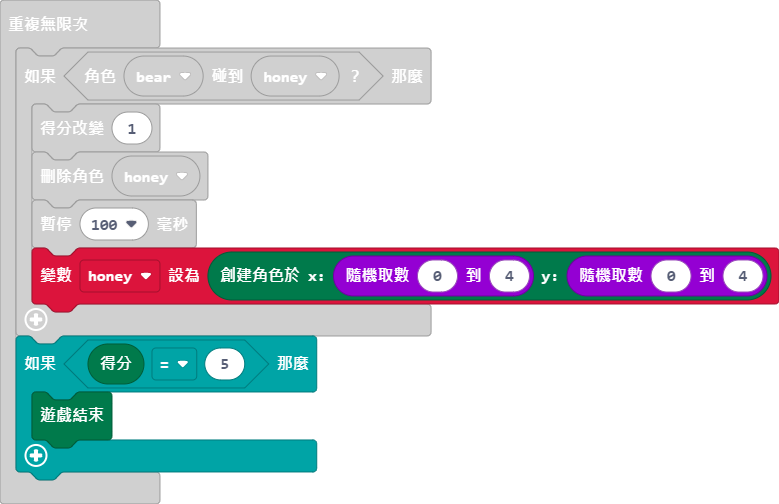 重複無限次
如果 角色 bear 碰到 honey ? 那麼
得分改變 1
刪除角色 honey
暫停 100 毫秒
變數 honey 設為 創建角色於 x: 隨機取數 0 到 4 y: 隨機取數 0 到 4
如果 得分 = 5 那麼
遊戲結束